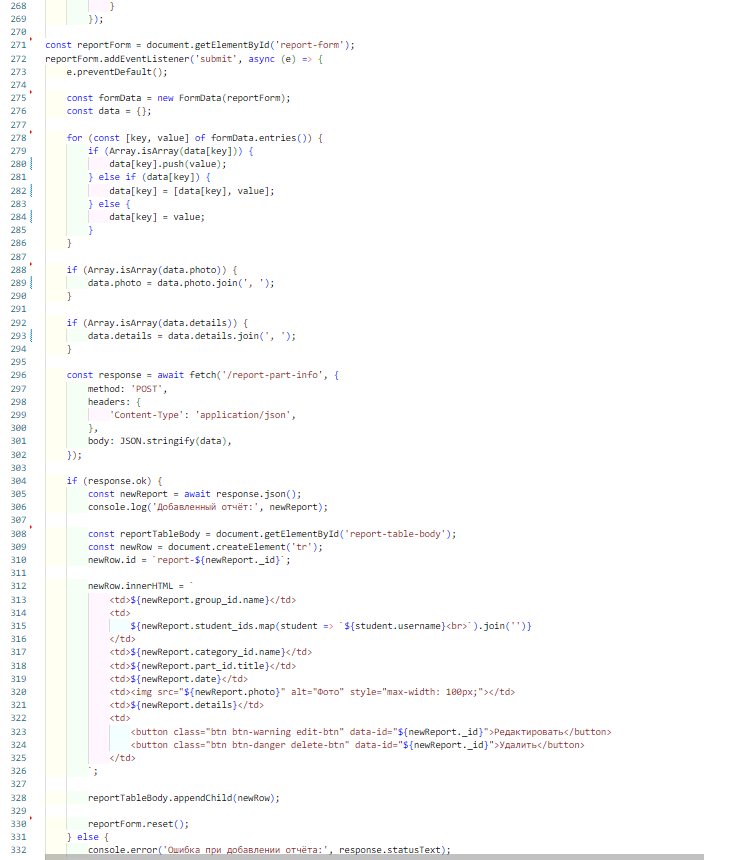 268            }
269        });
270
271 const reportForm = document.getElementById('report-form');
272 reportForm.addEventListener('submit', async (e) => {
273     e.preventDefault();
274
275     const formData = new FormData(reportForm);
276     const data = {};
277
278     for (const [key, value] of formData.entries()) {
279         if (Array.isArray(data[key])) {
280             data[key].push(value);
281         } else if (data[key]) {
282             data[key] = [data[key], value];
283         } else {
284             data[key] = value;
285         }
286     }
287
288     if (Array.isArray(data.photo)) {
289         data.photo = data.photo.join(', ');
290     }
291
292     if (Array.isArray(data.details)) {
293         data.details = data.details.join(', ');
294     }
295
296     const response = await fetch('/report-part-info', {
297         method: 'POST',
298         headers: {
299             'Content-Type': 'application/json',
300         },
301         body: JSON.stringify(data),
302     });
303
304     if (response.ok) {
305         const newReport = await response.json();
306         console.log('Добавленный отчёт:', newReport);
307
308         const reportTableBody = document.getElementById('report-table-body');
309         const newRow = document.createElement('tr');
310         newRow.id = `report-${newReport._id}`;
311
312         newRow.innerHTML = `
313             <td>${newReport.group_id.name}</td>
314             <td>
315                 ${newReport.student_ids.map(student => `${student.username}<br>`).join('')}
316             </td>
317             <td>${newReport.category_id.name}</td>
318             <td>${newReport.part_id.title}</td>
319             <td>${newReport.date}</td>
320             <td><img src="${newReport.photo}" alt="Фото" style="max-width: 100px;"></td>
321             <td>${newReport.details}</td>
322             <td>
323                 <button class="btn btn-warning edit-btn" data-id="${newReport._id}">Редактировать</button>
324                 <button class="btn btn-danger delete-btn" data-id="${newReport._id}">Удалить</button>
325             </td>
326         `;
327
328         reportTableBody.appendChild(newRow);
329
330         reportForm.reset();
331     } else {
332         console.error('Ошибка при добавлении отчёта:', response.statusText);